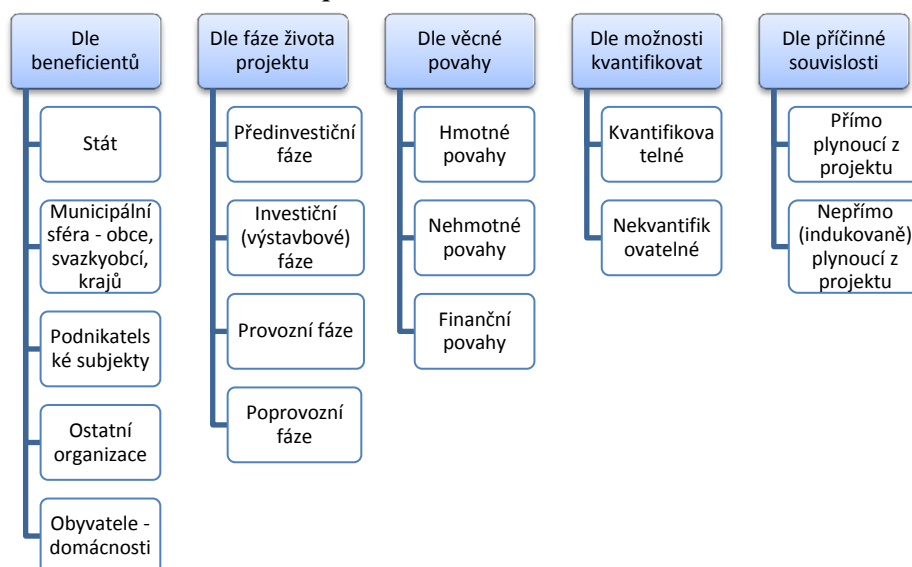 Dle
beneficientů
Stát
Municipální
sféra - obce,
svazkyobcí,
krajů
Podnikatels
ké subjekty
Ostatní
organizace
Obyvatele -
domácnosti
Dle fáze života
projektu
Předinvestiční
fáze
Investiční
(výstavbové)
fáze
Provozní fáze
Poprovozní
fáze
Dle věcné
povahy
Hmotné
povahy
Nehmotné
povahy
Finanční
povahy
Dle možnosti
kvantifikovat
Kvantifikova
telné
Nekvantifik
ovatelné
Dle příčinné
souvislosti
Přímo
plynoucí z
projektu
Nepřímo
(indukovaně)
plynoucí z
projektu